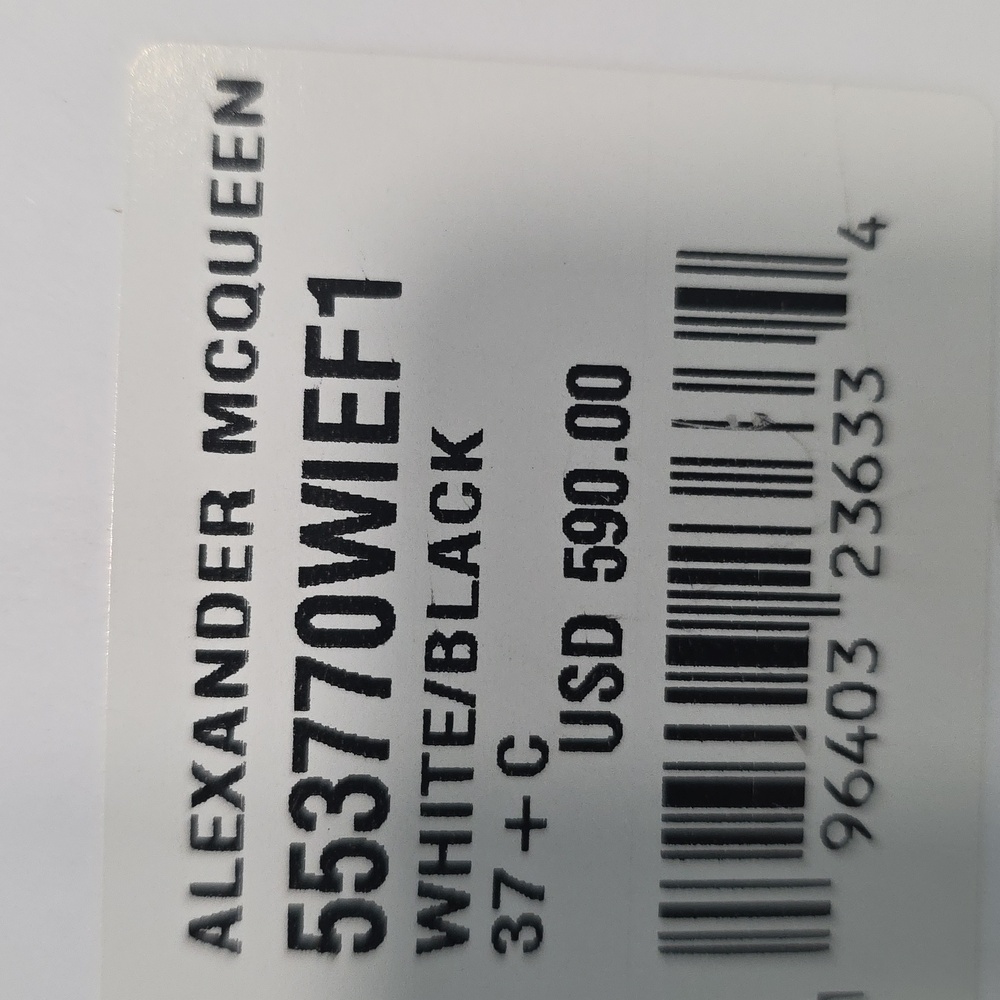 ALEXANDER MCQUEEN
553770WIEF1
WHITE/BLACK
37 + C
USD 590.00
96403 23633 4